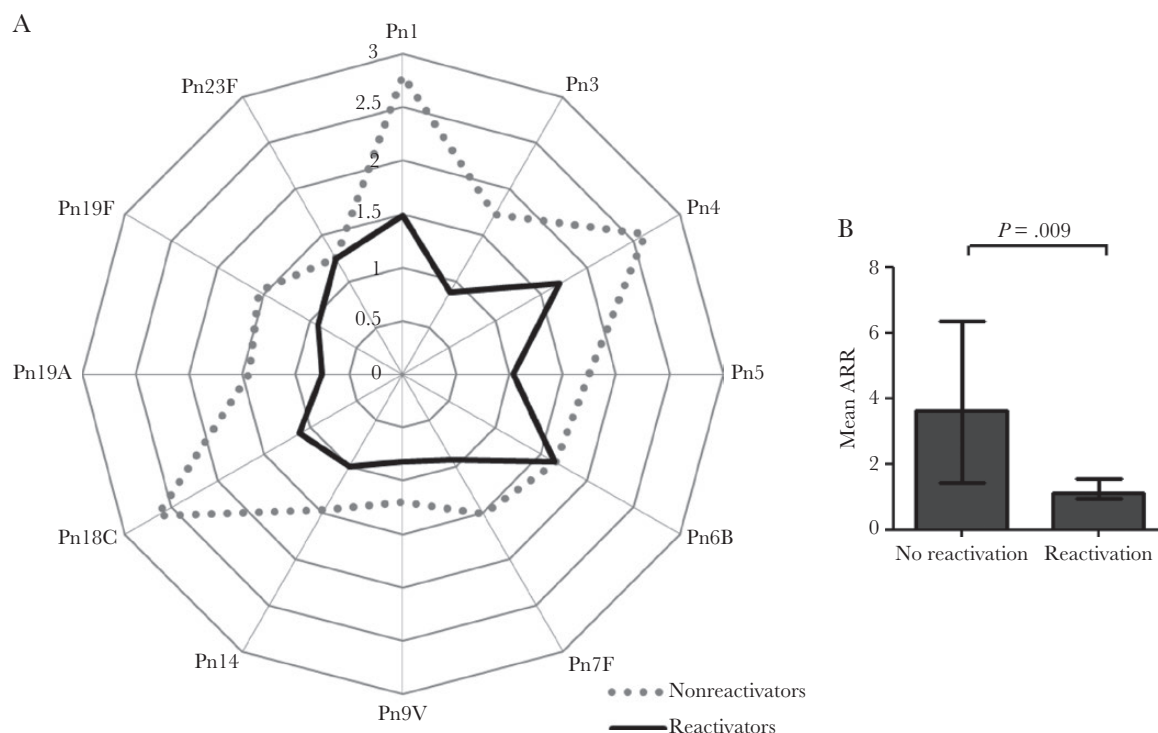 A
Pn1
3
Pn23F
Pn3
2.5
2
Pn19F
1.5
Pn4
1
0.5
Pn19A
0
Pn5
Pn18C
Pn6B
Pn14
Pn7F
Pn9V
Nonreactivators
Reactivators
B
P = .009
8
6
4
2
0
Mean ARR
No reactivation
Reactivation